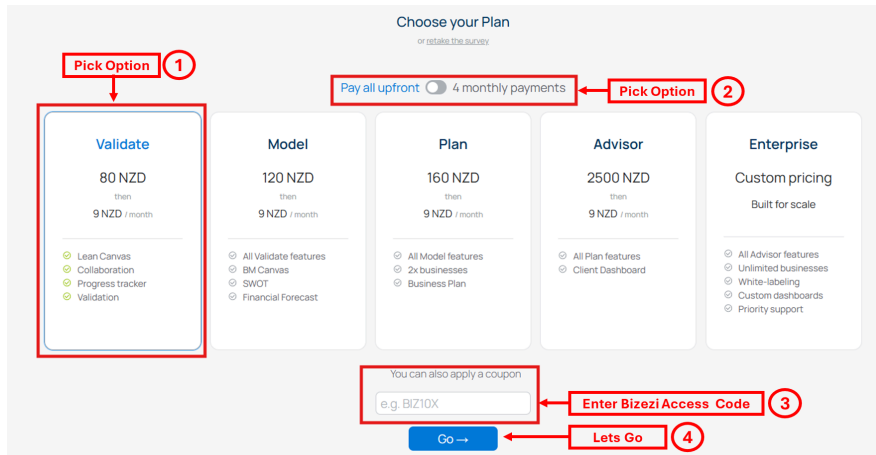 Choose your Plan
or retake the survey
Pick Option 1
Pay all upfront 4 monthly payments
Pick Option 2
Validate
80 NZD
then
9 NZD / month
Lean Canvas
Collaboration
Progress tracker
Validation
Model
120 NZD
then
9 NZD / month
All Validate features
BM Canvas
SWOT
Financial Forecast
Plan
160 NZD
then
9 NZD / month
All Model features
2x businesses
Business Plan
Advisor
2500 NZD
then
9 NZD / month
All Plan features
Client Dashboard
Enterprise
Custom pricing
Built for scale
All Advisor features
Unlimited businesses
White-labeling
Custom dashboards
Priority support
You can also apply a coupon
e.g. BIZ10X
Enter Bizezi Access Code 3
Go →
Lets Go 4